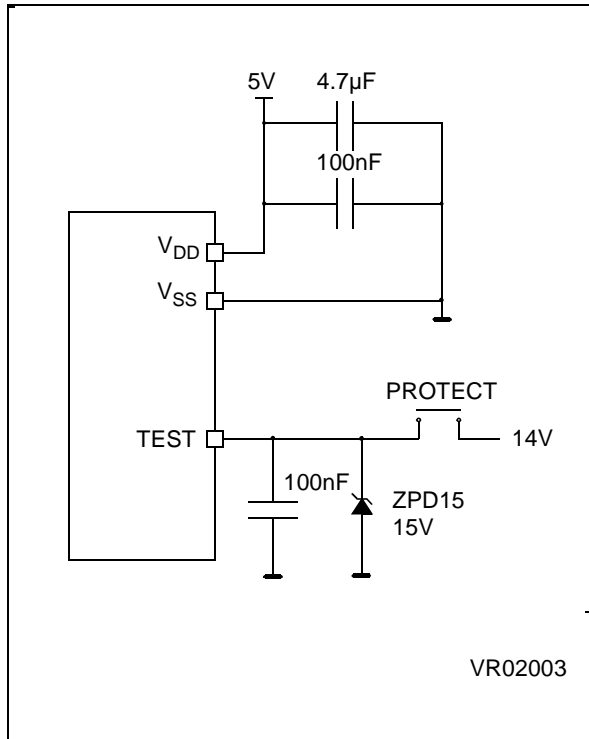 5V 4.7µF
100nF
VDD
VSS
PROTECT
TEST 14V
100nF ZPD15
15V
VR02003